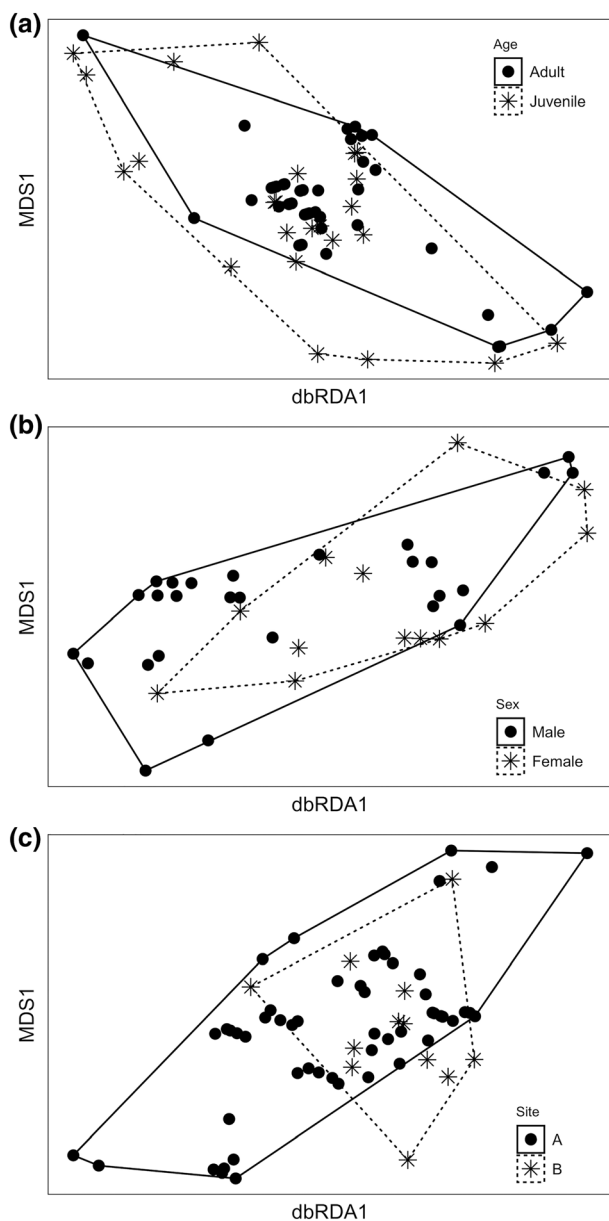 (a)
Age
Adult
Juvenile
MDS1
dbRDA1
(b)
MDS1
Sex
Male
Female
dbRDA1
(c)
MDS1
Site
A
B
dbRDA1